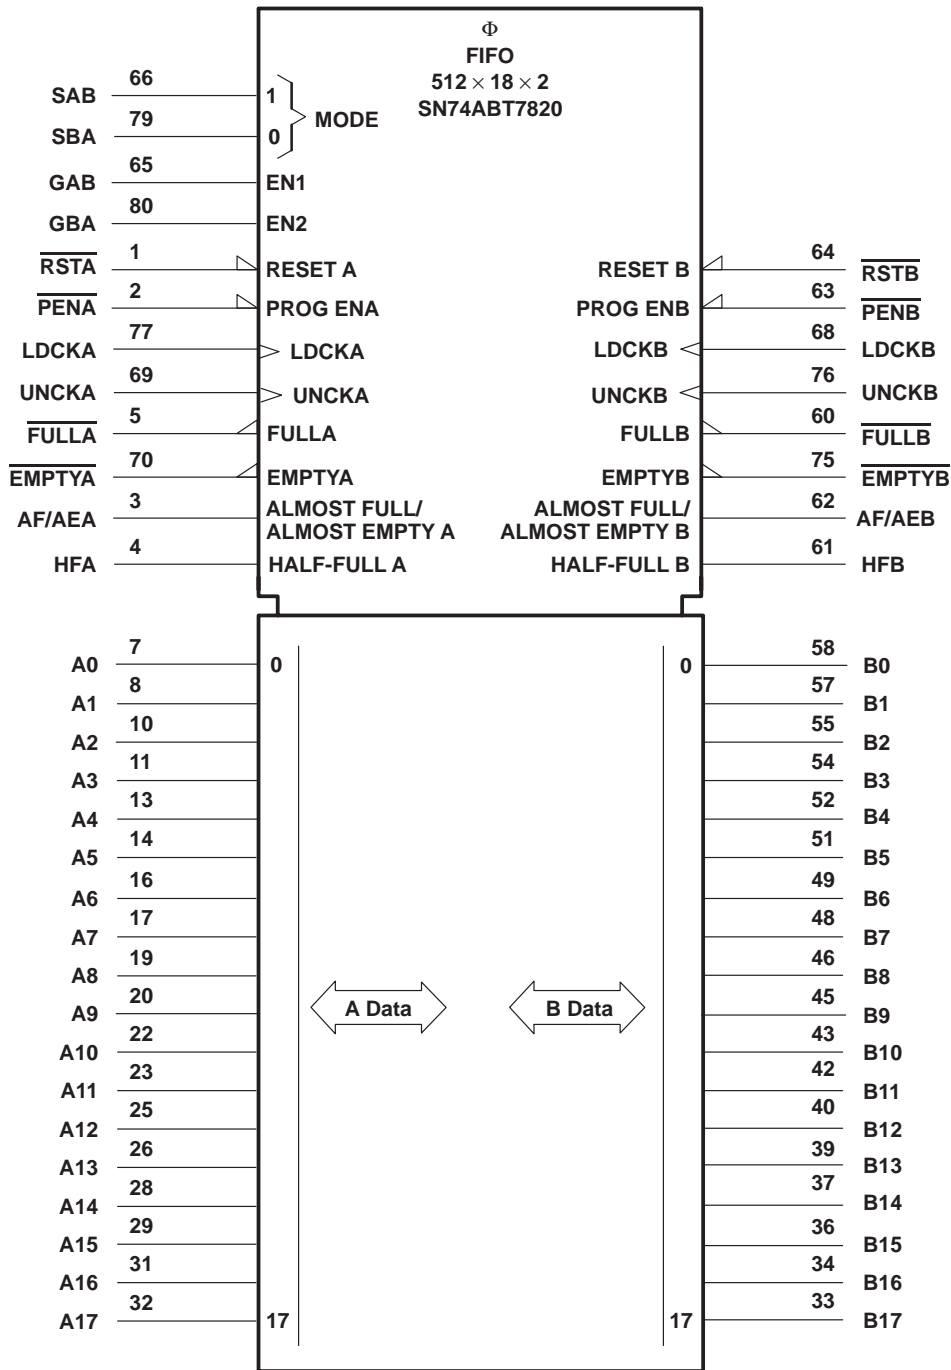 Φ
FIFO
512 × 18 × 2
SN74ABT7820
SAB 66 1
MODE
SBA 79 0
GAB 65 EN1
GBA 80 EN2
RSTA 1 RESET A RESET B 64 RSTB
PENA 2 PROG ENA PROG ENB 63 PENB
LDCKA 77 LDCKA LDCKB 68 LDCKB
UNCKA 69 UNCKA UNCKB 76 UNCKB
FULLA 5 FULLA FULLB 60 FULLB
EMPTYA 70 EMPTYA EMPTYB 75 EMPTYB
AF/AEA 3 ALMOST FULL/ ALMOST FULL/ 62 AF/AEB
ALMOST EMPTY A ALMOST EMPTY B
HFA 4 HALF-FULL A HALF-FULL B 61 HFB
A0 7 0 0 58 B0
A1 8 57 B1
A2 10 55 B2
A3 11 54 B3
A4 13 52 B4
A5 14 51 B5
A6 16 49 B6
A7 17 48 B7
A8 19 46 B8
A9 20 A Data B Data 45 B9
A10 22 43 B10
A11 23 42 B11
A12 25 40 B12
A13 26 39 B13
A14 28 37 B14
A15 29 36 B15
A16 31 34 B16
A17 32 17 17 33 B17